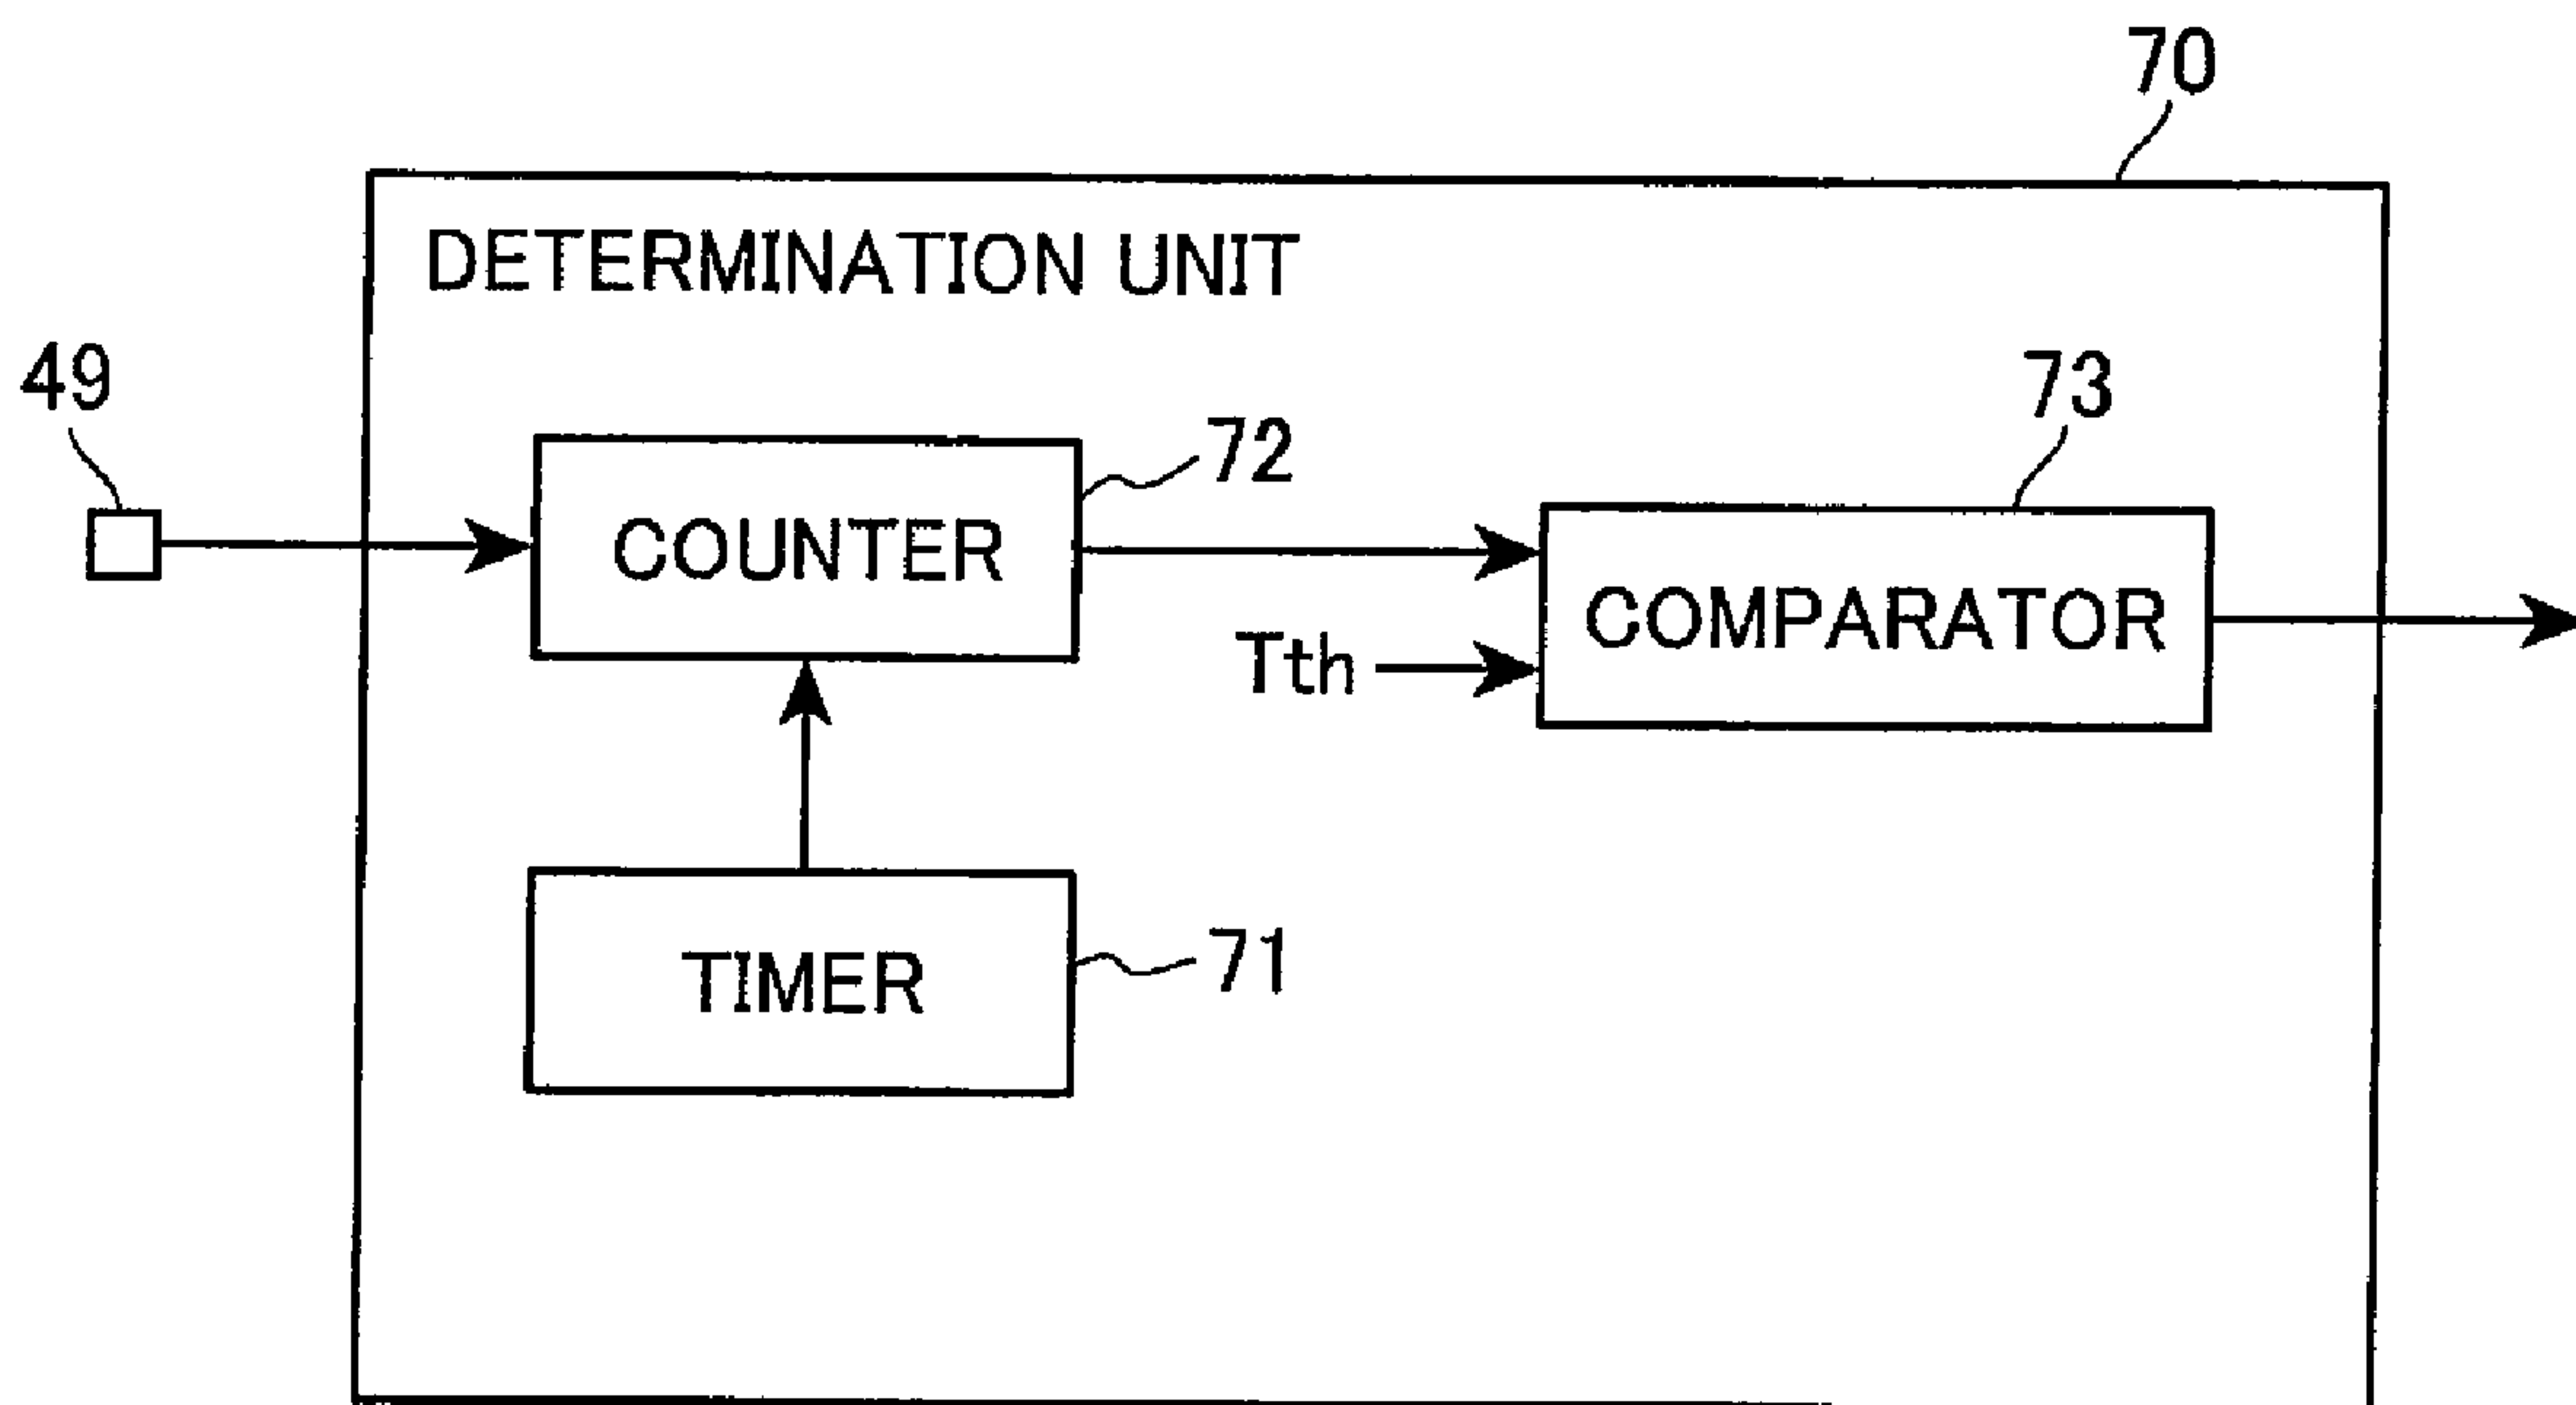 70
DETERMINATION UNIT
49
72
73
COUNTER
COMPARATOR
Tth
71
TIMER